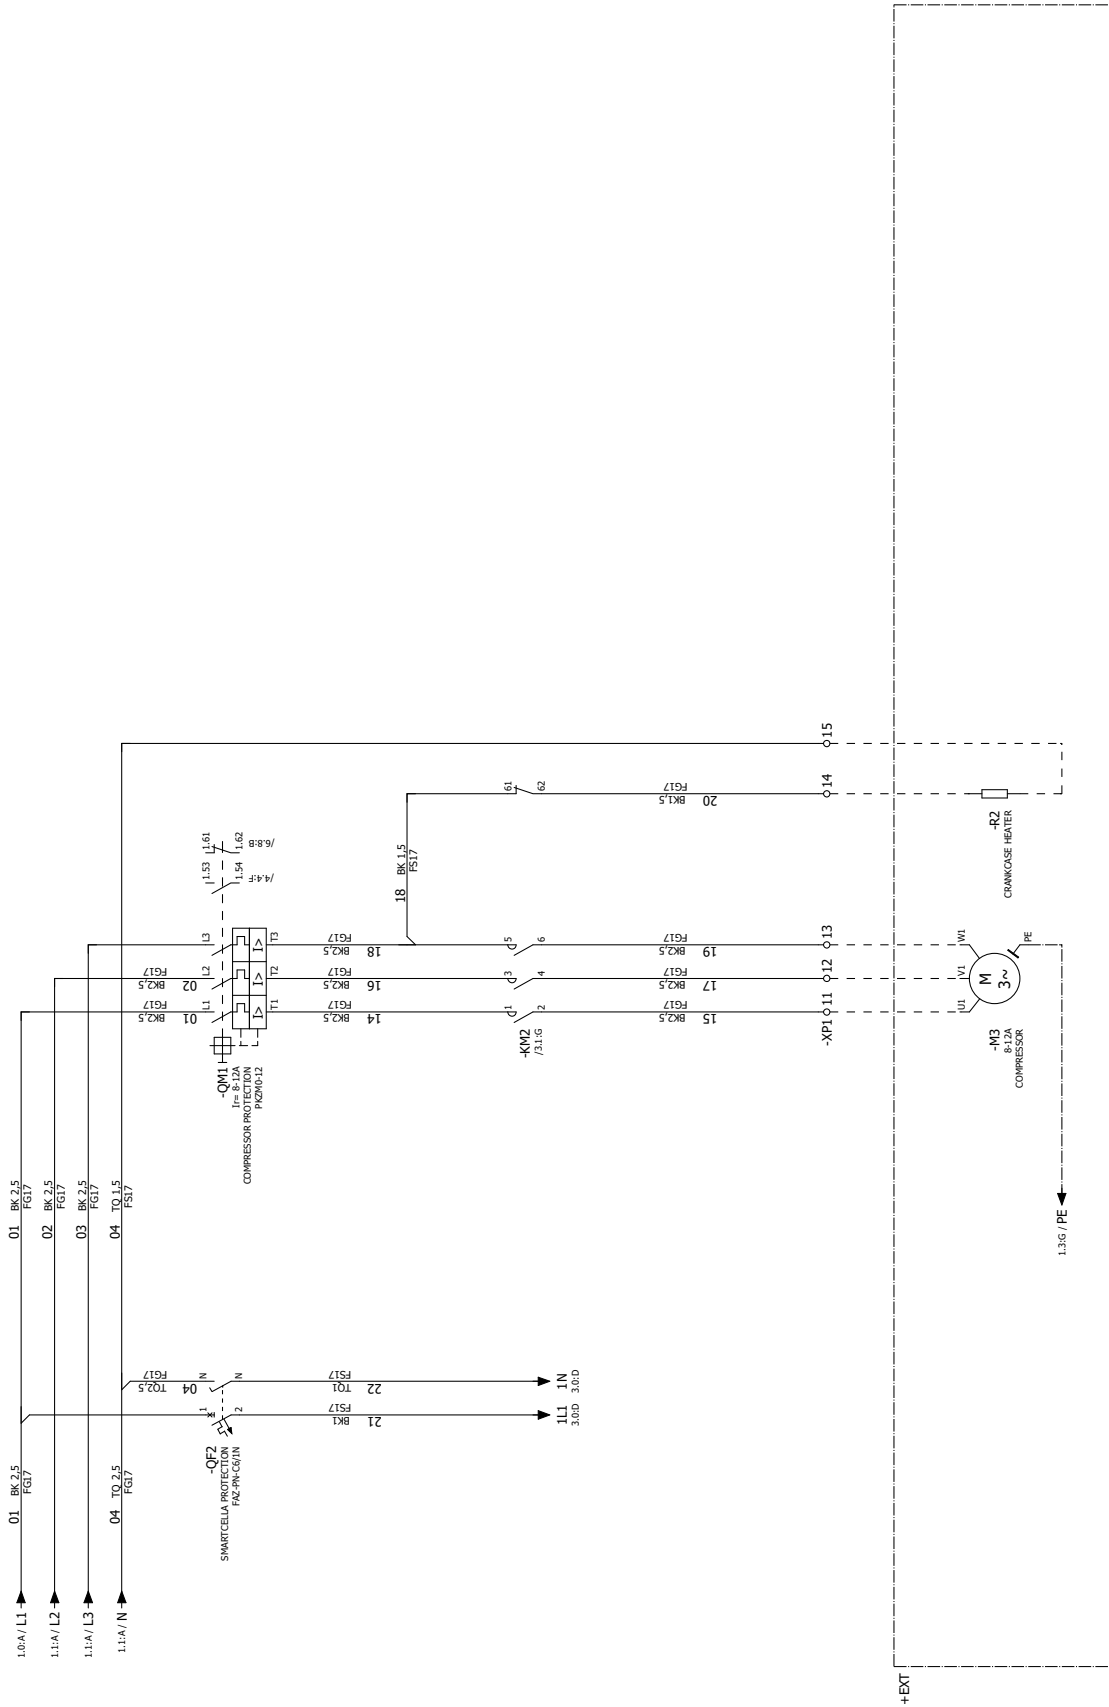 1.0:A / L1
1.1:A / L2
1.1:A / L3
1.1:A / N
01
BK 2,5
FG17
04
TQ 2,5
FG17
01
BK 2,5
FG17
02
BK 2,5
FG17
03
BK 2,5
FG17
04
TQ 1,5
FS17
-QF2
SMARTCELLA PROTECTION
FAZ-PN-C6/1N
1
2
N
N
04
TQ2,5
FG17
21
BK1
FS17
22
TQ1
FS17
1L1
3.0:D
1N
3.0:D
-QM1
Ir= 8-12A
COMPRESSOR PROTECTION
PKZM0-12
01
BK2,5
FG17
02
BK2,5
FG17
L1
L2
L3
I>
I>
I>
T1
T2
T3
1.53
1.54
/4.4:F
1.61
1.62
/6.8:B
14
BK2,5
FG17
16
BK2,5
FG17
18
BK2,5
FG17
18
BK 1,5
FS17
-KM2
/3.1:G
1
2
3
4
5
6
61
62
15
BK2,5
FG17
17
BK2,5
FG17
19
BK2,5
FG17
20
BK1,5
FG17
-XP1
11
12
13
14
15
+EXT
-M3
8-12A
COMPRESSOR
U1
V1
W1
M
3~
PE
-R2
CRANKCASE HEATER
1.3:G / PE